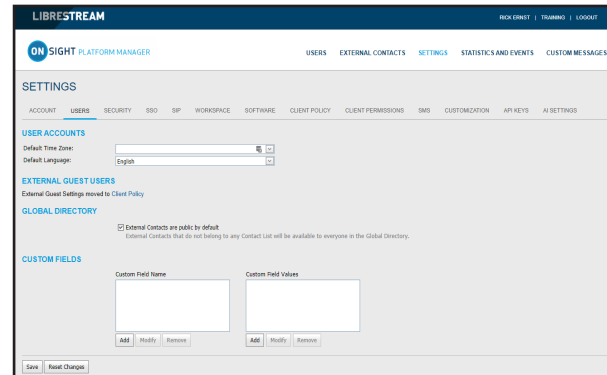 LIBRESTREAM
RICK ERNST | TRAINING | LOGOUT
ONSIGHT PLATFORM MANAGER
USERS EXTERNAL CONTACTS SETTINGS STATISTICS AND EVENTS CUSTOM MESSAGES
SETTINGS
ACCOUNT USERS SECURITY SSO SIP WORKSPACE SOFTWARE CLIENT POLICY CLIENT PERMISSIONS SMS CUSTOMIZATION API KEYS AI SETTINGS
USER ACCOUNTS
Default Time Zone:
Default Language: English
EXTERNAL GUEST USERS
External Guest Settings moved to Client Policy
GLOBAL DIRECTORY
External Contacts are public by default
External Contacts that do not belong to any Contact List will be available to everyone in the Global Directory.
CUSTOM FIELDS
Custom Field Name Custom Field Values
Add Modify Remove Add Modify Remove
Save Reset Changes